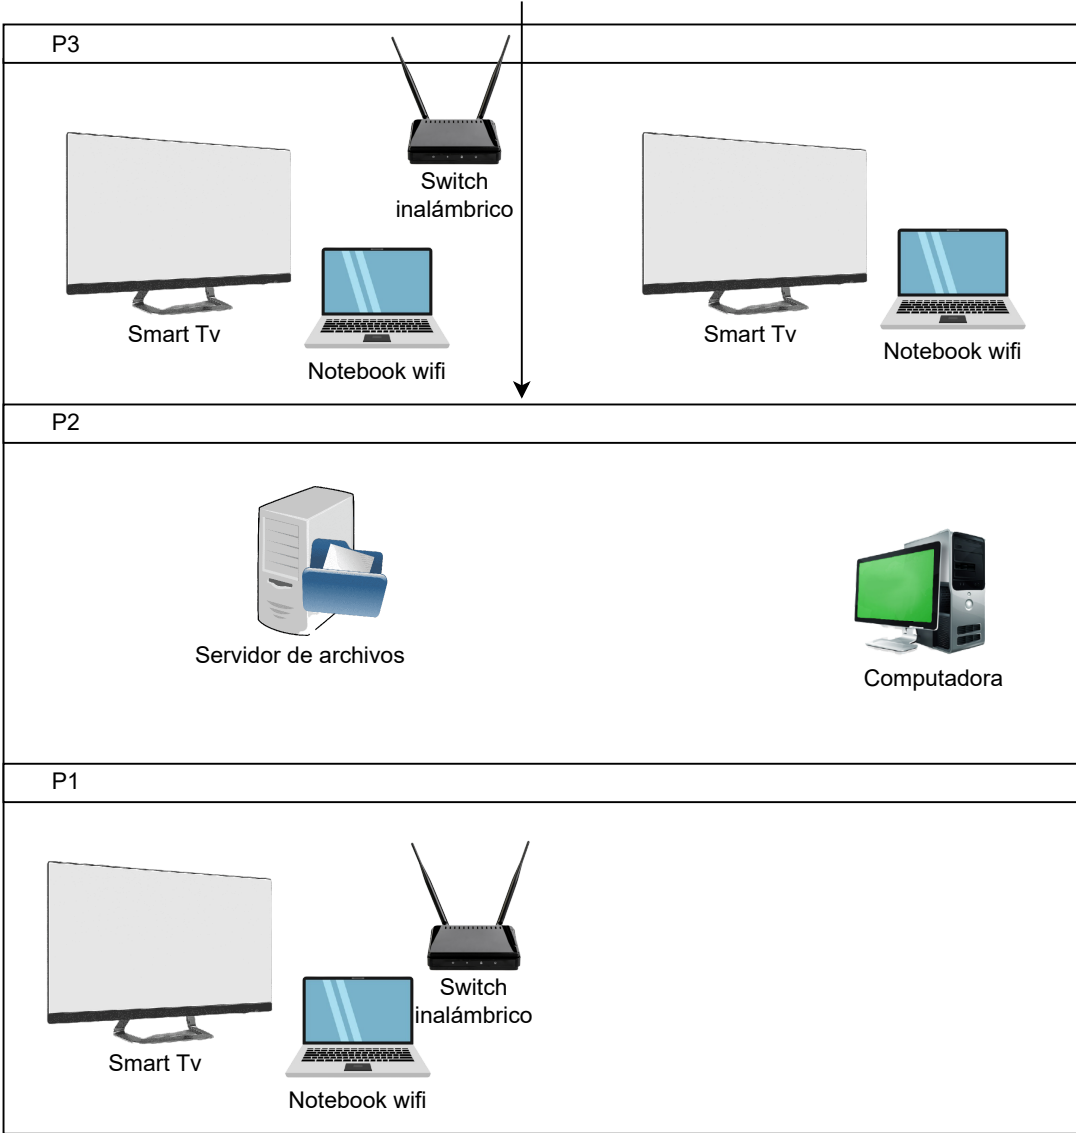 P3
Switch
inalámbrico
Smart Tv
Notebook wifi
Smart Tv
Notebook wifi
P2
Servidor de archivos
Computadora
P1
Switch
inalámbrico
Smart Tv
Notebook wifi